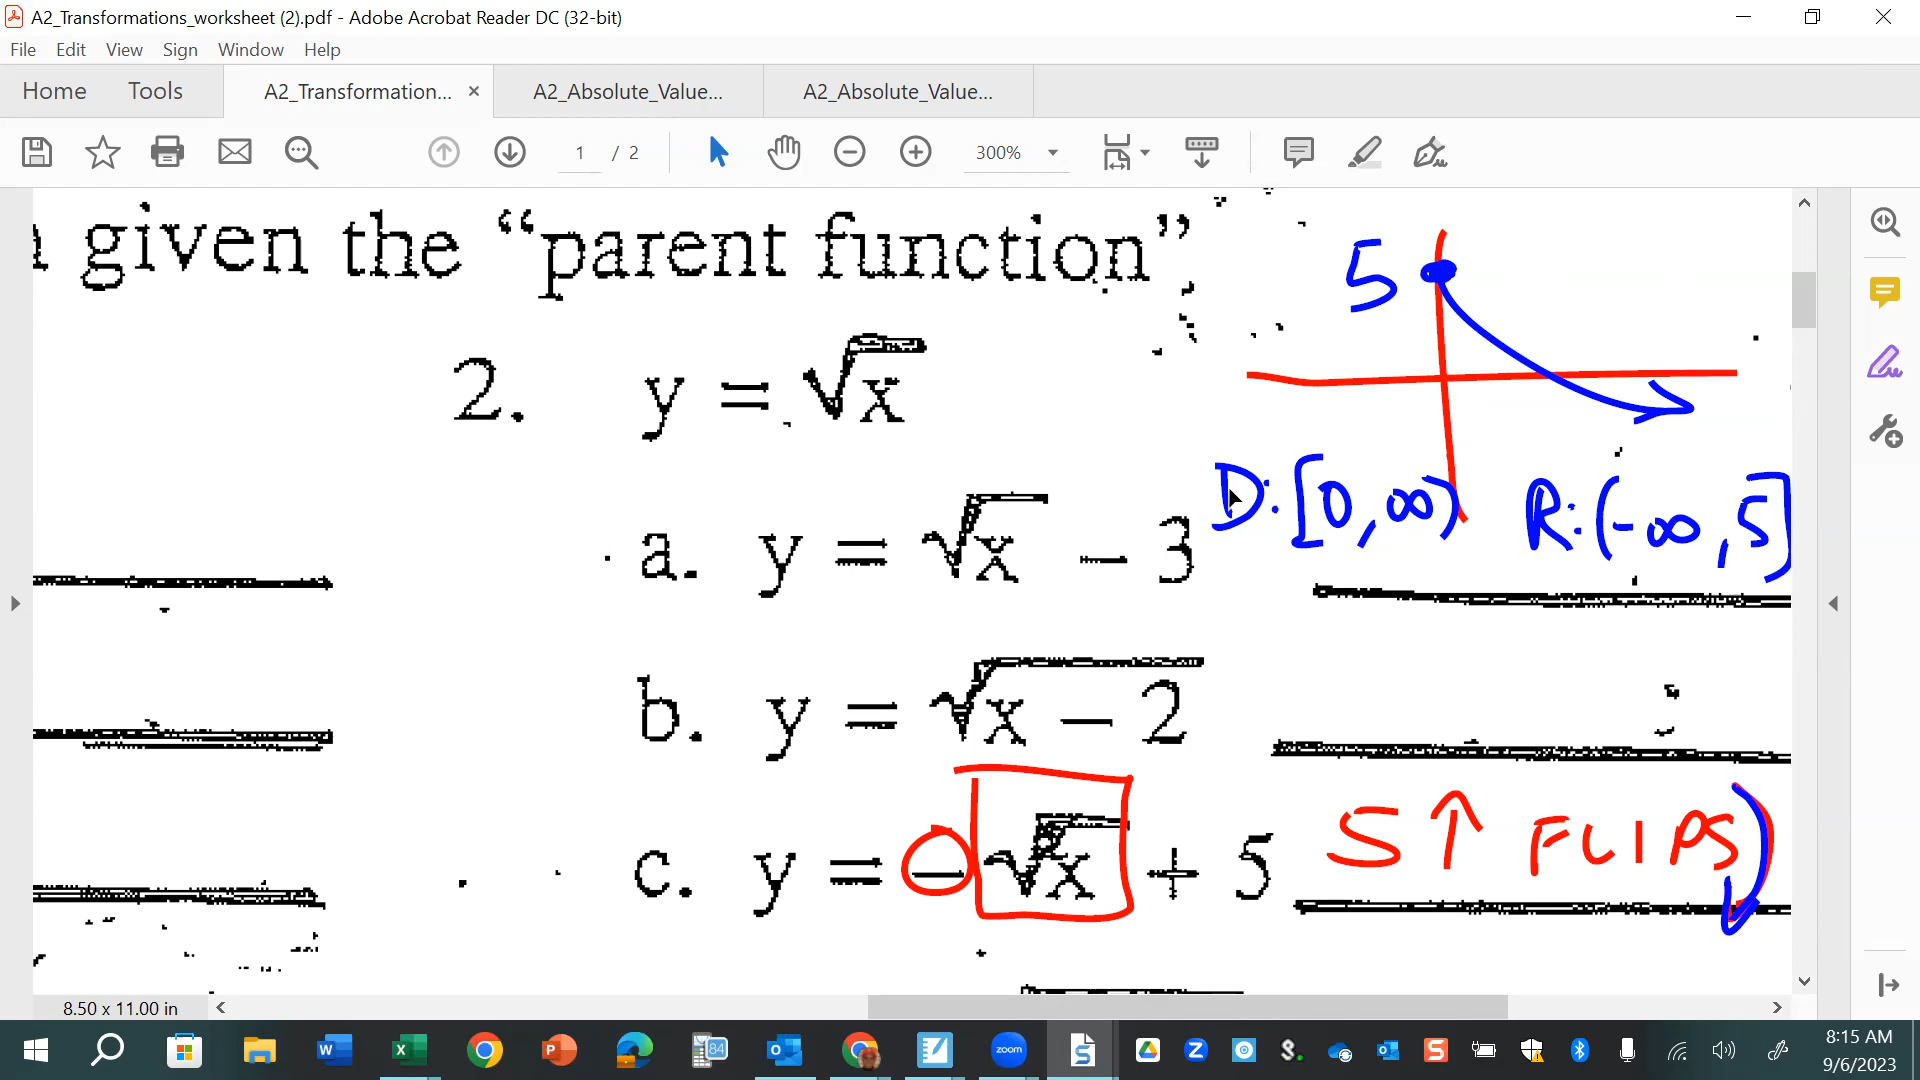 A2_Transformations_worksheet (2).pdf - Adobe Acrobat Reader DC (32-bit)
File Edit View Sign Window Help
Home Tools A2_Transformation... × A2_Absolute_Value... A2_Absolute_Value...
1 / 2 300%
given the “parent function”
5
2. y = √x
D: [0, ∞) R: (-∞, 5]
a. y = √x - 3
b. y = √x - 2
c. y = -√x + 5 5 ↑ FLIPS
8.50 x 11.00 in
84
zoom
8:15 AM
9/6/2023